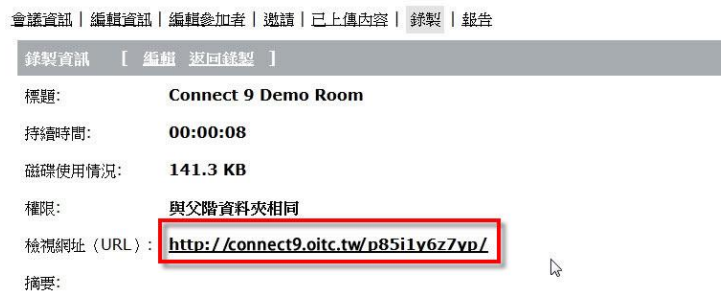 會議資訊 | 編輯資訊 | 編輯參加者 | 邀請 | 已上傳內容 | 錄製 | 報告
錄製資訊 [ 編輯 返回錄製 ]
標題: Connect 9 Demo Room
持續時間: 00:00:08
磁碟使用情況: 141.3 KB
權限: 與父階資料夾相同
檢視網址（URL）: http://connect9.oitc.tw/p85i1y6z7yp/
摘要: